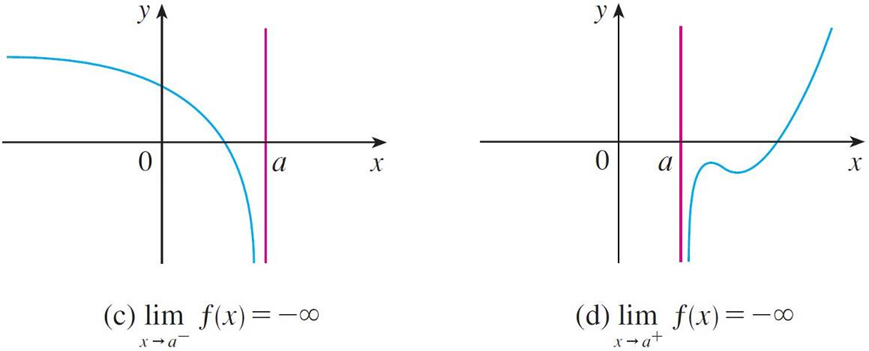 y
0
a
x
(c) lim f(x) = −∞
x→a⁻
y
0
a
x
(d) lim f(x) = −∞
x→a⁺